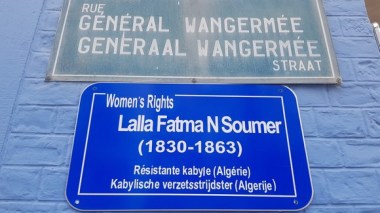 RUE
GÉNÉRAL WANGERMÉE
GENERAAL WANGERMÉE
STRAAT
Women's Rights
Lalla Fatma N Soumer
(1830-1863)
Résistante kabyle (Algérie)
Kabylische verzetsstrijdster (Algerije)